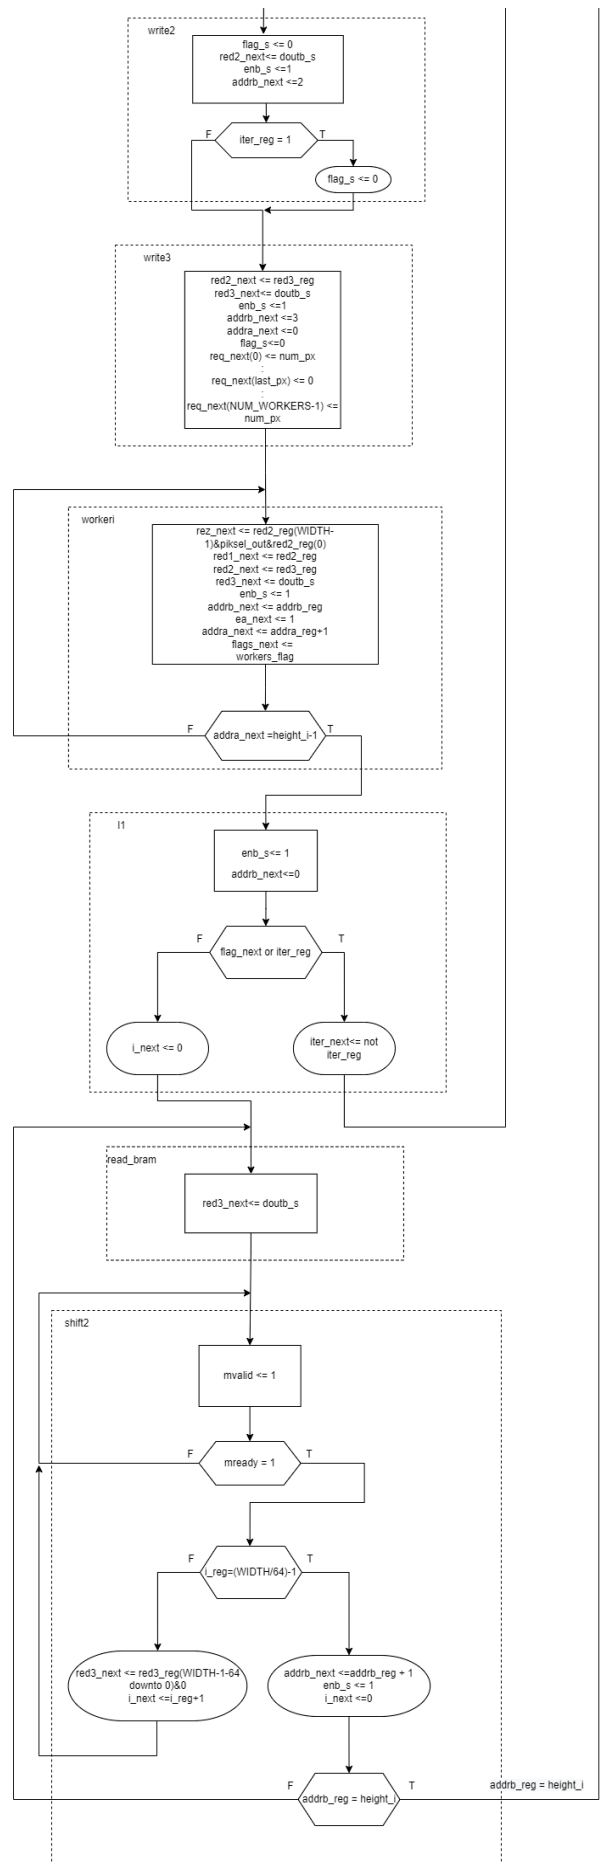 write2
flag_s <= 0
red2_next<= doutb_s
enb_s <=1
addrb_next <=2
F
iter_reg = 1
T
flag_s <= 0
write3
red2_next <= red3_reg
red3_next<= doutb_s
enb_s <=1
addrb_next <=3
addra_next <=0
flag_s<=0
req_next(0) <= num_px
:
req_next(last_px) <= 0
:
req_next(NUM_WORKERS-1) <=
num_px
workeri
rez_next <= red2_reg(WIDTH-
1)&piksel_out&red2_reg(0)
red1_next <= red2_reg
red2_next <= red3_reg
red3_next <= doutb_s
enb_s <= 1
addrb_next <= addrb_reg
ea_next <= 1
addra_next <= addra_reg+1
flags_next <=
workers_flag
F
addra_next =height_i-1
T
l1
enb_s<= 1
addrb_next<=0
F
flag_next or iter_reg
T
i_next <= 0
iter_next<= not
iter_reg
read_bram
red3_next<= doutb_s
shift2
mvalid <= 1
F
mready = 1
T
F
i_reg=(WIDTH/64)-1
T
red3_next <= red3_reg(WIDTH-1-64
downto 0)&0
i_next <=i_reg+1
addrb_next <=addrb_reg + 1
enb_s <= 1
i_next <=0
F
addrb_reg = height_i
T
addrb_reg = height_i